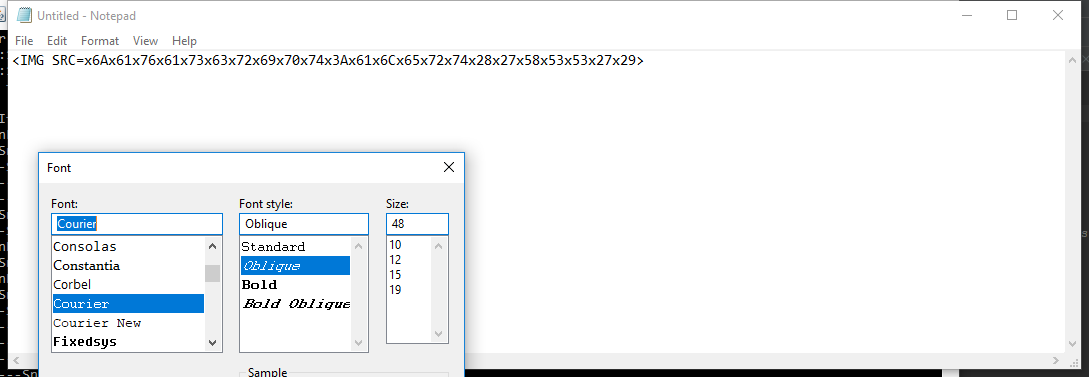 Untitled - Notepad
File Edit Format View Help
<IMG SRC=x6Ax61x76x61x73x63x72x69x70x74x3Ax61x6Cx65x72x74x28x27x58x53x53x27x29>
Font
Font: Font style: Size:
Courier Oblique 48
Consolas Standard 10
Constantia Oblique 12
Corbel Bold 15
Courier Bold Oblique 19
Courier New
Fixedsys
Sample